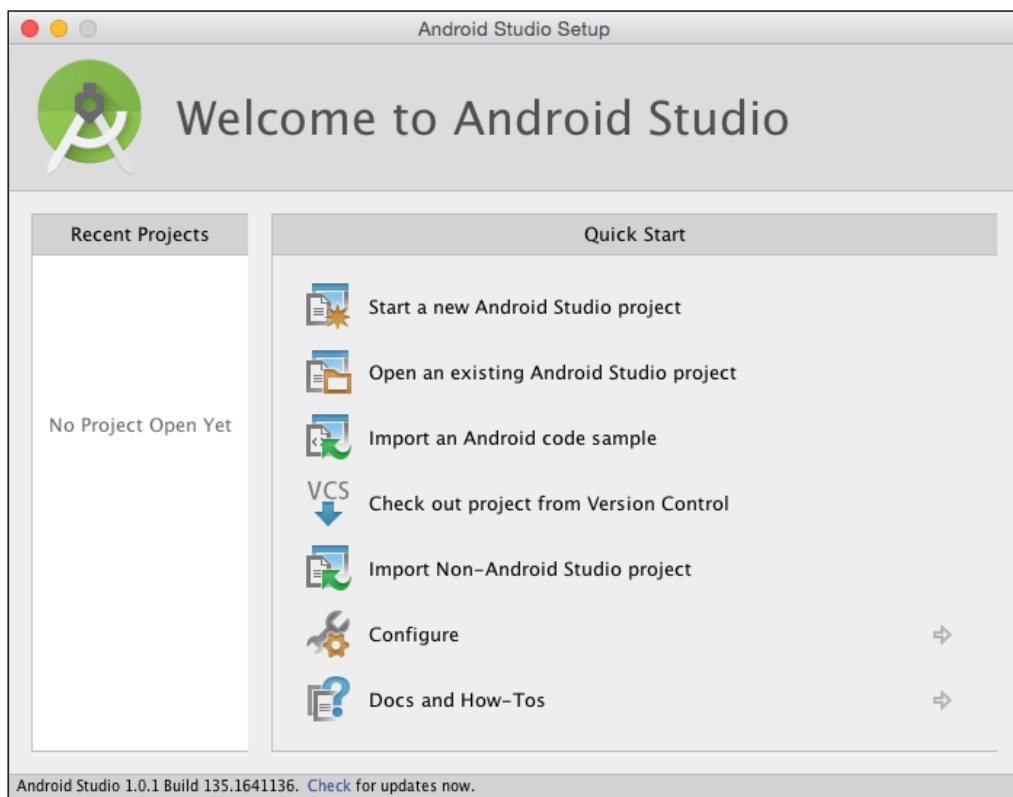 Android Studio Setup
Welcome to Android Studio
Recent Projects
No Project Open Yet
Quick Start
Start a new Android Studio project
Open an existing Android Studio project
Import an Android code sample
VCS
Check out project from Version Control
Import Non-Android Studio project
Configure
Docs and How-Tos
Android Studio 1.0.1 Build 135.1641136. Check for updates now.